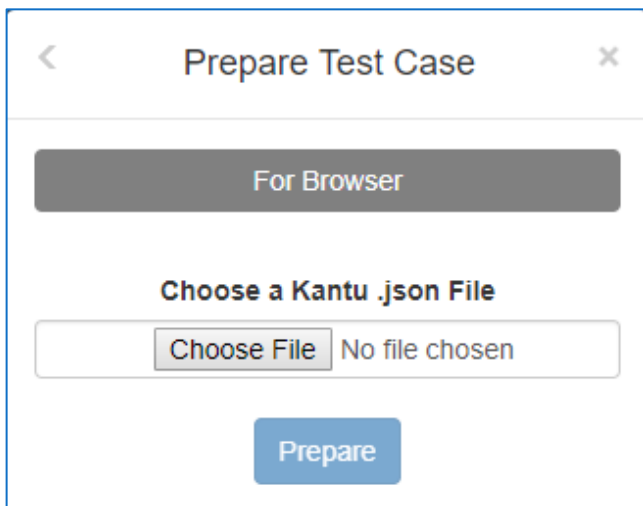 < Prepare Test Case ×
For Browser
Choose a Kantu .json File
Choose File No file chosen
Prepare